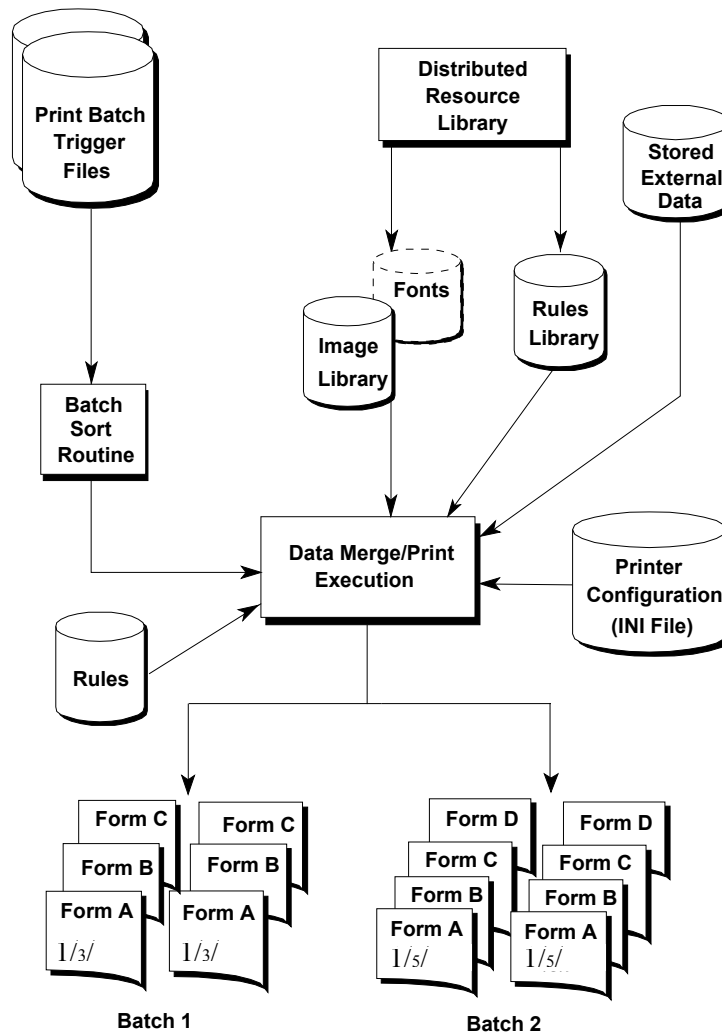 Print Batch
Trigger
Files
Distributed
Resource
Library
Stored
External
Data
Fonts
Image
Library
Rules
Library
Batch
Sort
Routine
Data Merge/Print
Execution
Printer
Configuration
(INI File)
Rules
Form C
Form B
Form A
1/3/
Form C
Form B
Form A
1/3/
Form D
Form C
Form B
Form A
1/5/
Form D
Form C
Form B
Form A
1/5/
Batch 1
Batch 2